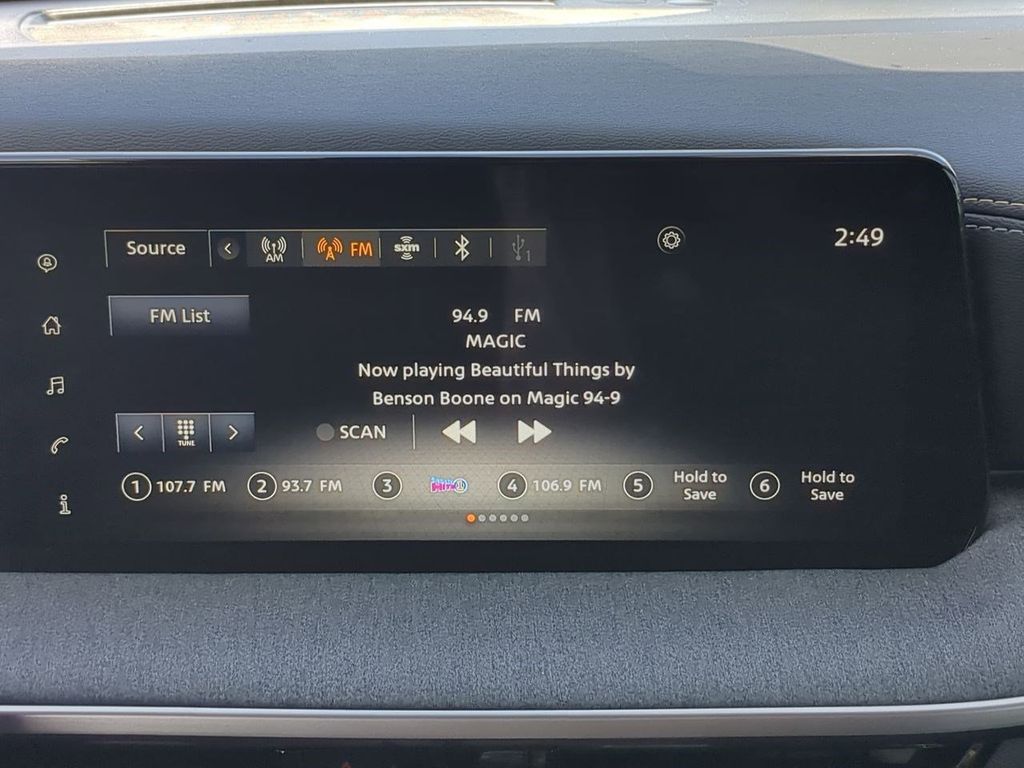 Source
AM
FM
sxm
1
2:49
FM List
94.9 FM
MAGIC
Now playing Beautiful Things by
Benson Boone on Magic 94-9
TUNE
SCAN
1 107.7 FM
2 93.7 FM
3
4 106.9 FM
5 Hold to
Save
6 Hold to
Save